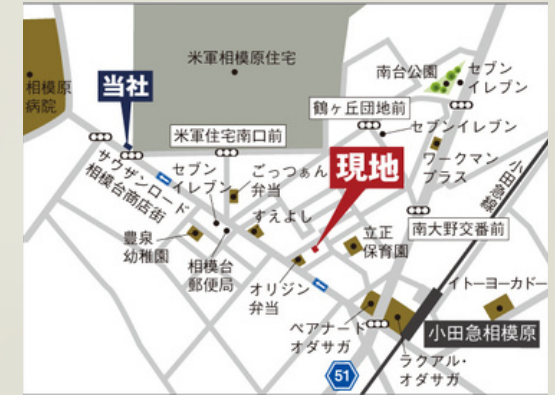 米軍相模原住宅
相模原
病院
当社
南台公園
セブン
イレブン
鶴ヶ丘団地前
セブンイレブン
米軍住宅南口前
ワークマン
プラス
小田急線
サウザンロード
相模台商店街
セブン
イレブン
ごっつぁん
弁当
現地
すえよし
立正
保育園
南大野交番前
豊泉
幼稚園
相模台
郵便局
オリジン
弁当
イトーヨーカドー
ベアナード
オダサガ
小田急相模原
ラクアル・
オダサガ
51